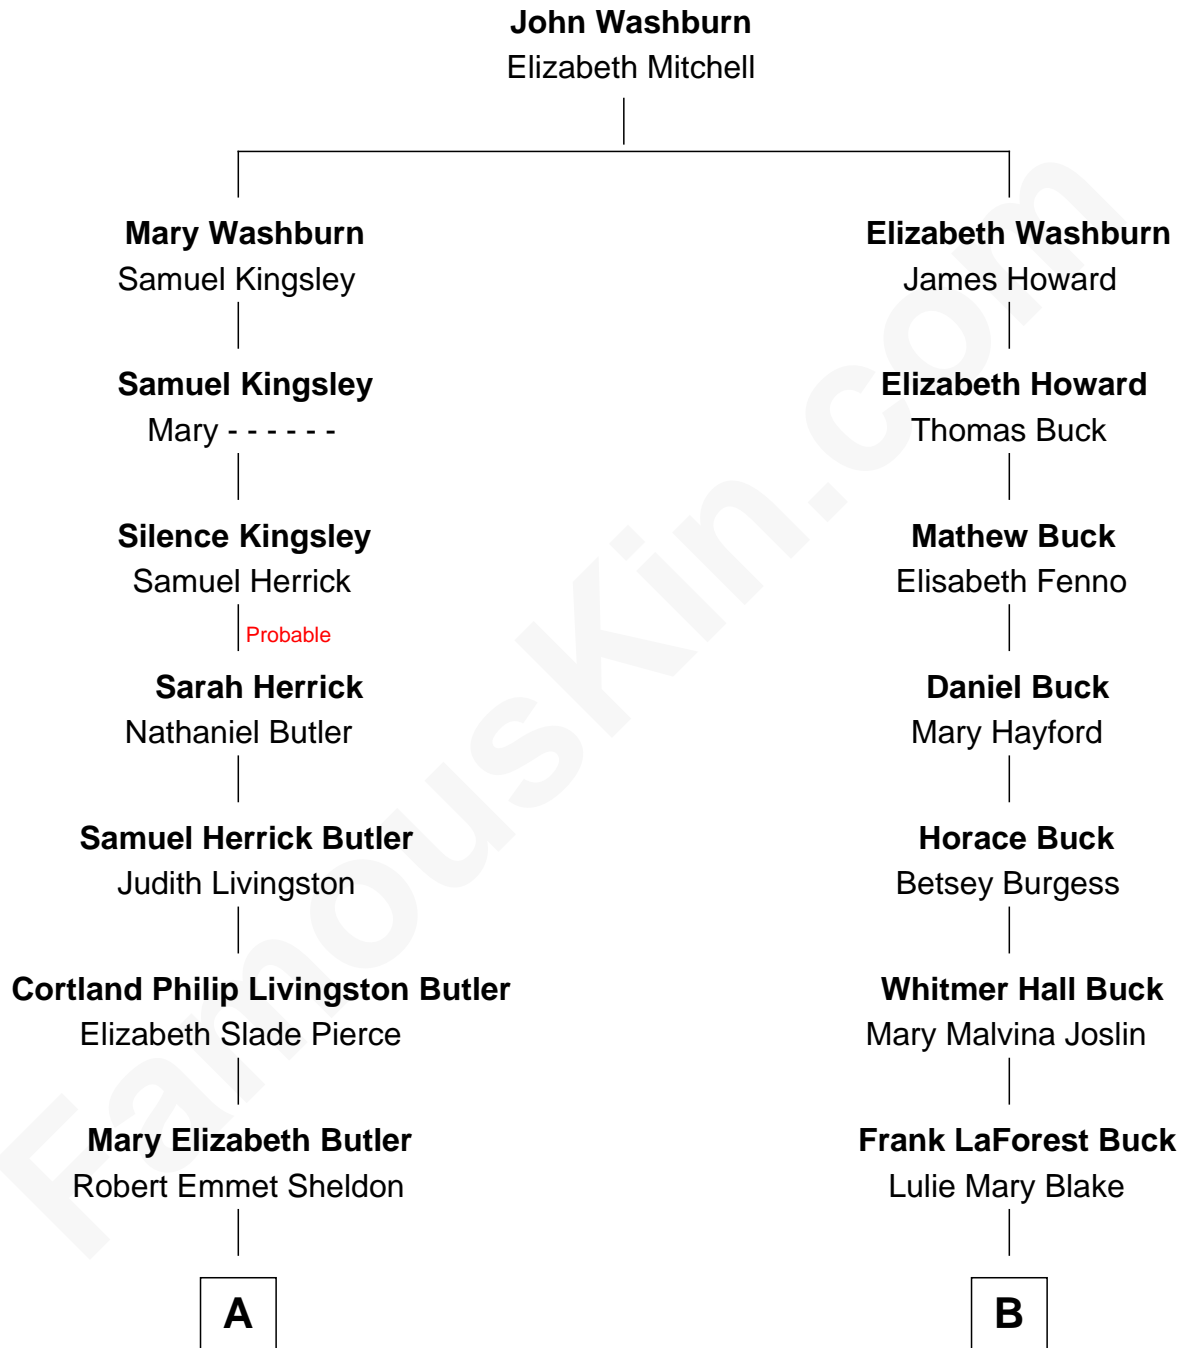 John Washburn
Elizabeth Mitchell
Mary Washburn
Samuel Kingsley
Elizabeth Washburn
James Howard
Samuel Kingsley
Mary - - - - - -
Elizabeth Howard
Thomas Buck
Silence Kingsley
Samuel Herrick
Mathew Buck
Elisabeth Fenno
Probable
Sarah Herrick
Nathaniel Butler
Daniel Buck
Mary Hayford
Samuel Herrick Butler
Judith Livingston
Horace Buck
Betsey Burgess
Cortland Philip Livingston Butler
Elizabeth Slade Pierce
Whitmer Hall Buck
Mary Malvina Joslin
Mary Elizabeth Butler
Robert Emmet Sheldon
Frank LaForest Buck
Lulie Mary Blake
A
B
FamousKin.com